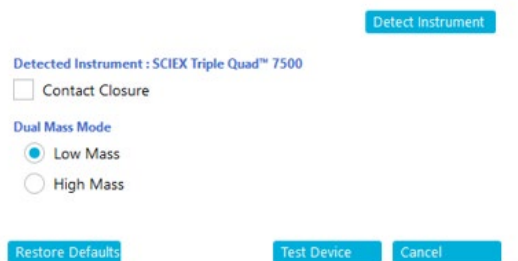 Detect Instrument
Detected Instrument : SCIEX Triple Quad™ 7500
Contact Closure
Dual Mass Mode
Low Mass
High Mass
Restore Defaults Test Device Cancel